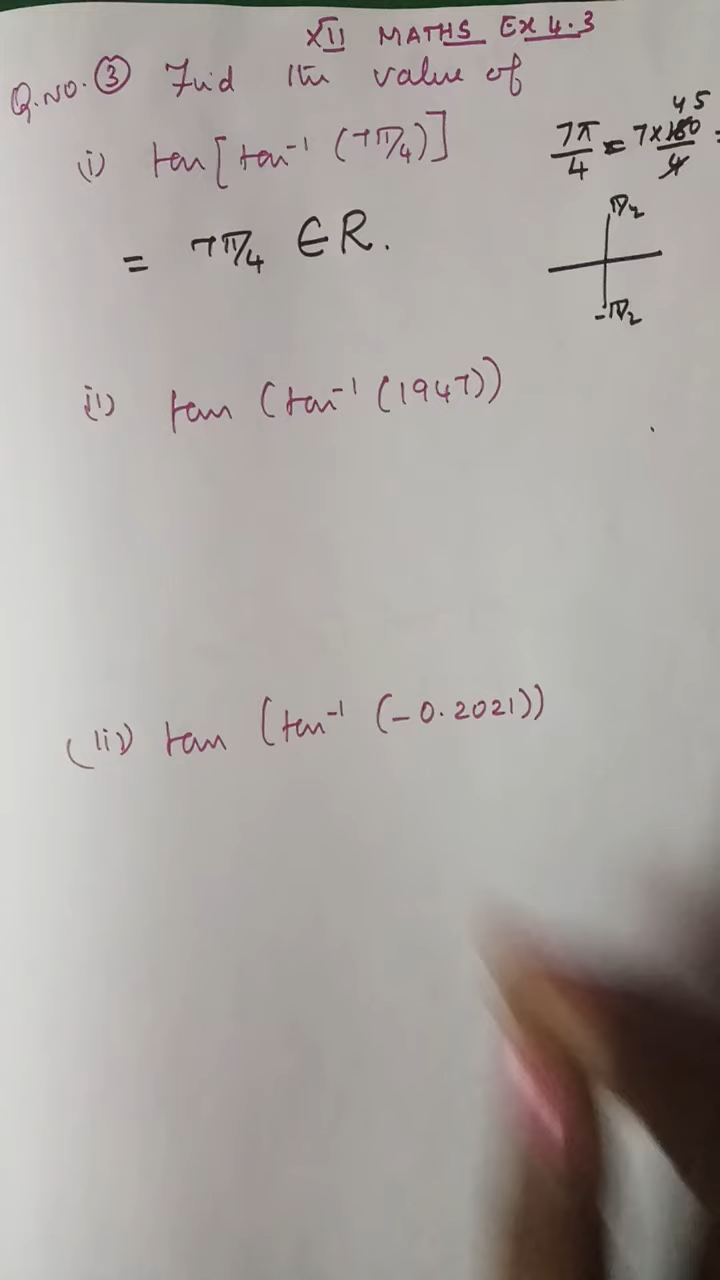 XII MATHS Ex 4.3
Q.NO. ③ Find the value of
(i) tan[tan⁻¹ (7π/4)]
7π/4 = 7×180/4 =
45
= 7π/4 ∈ R.
π/2
-π/2
ii) tan (tan⁻¹ (1947))
(iii) tan (tan⁻¹ (-0.2021))